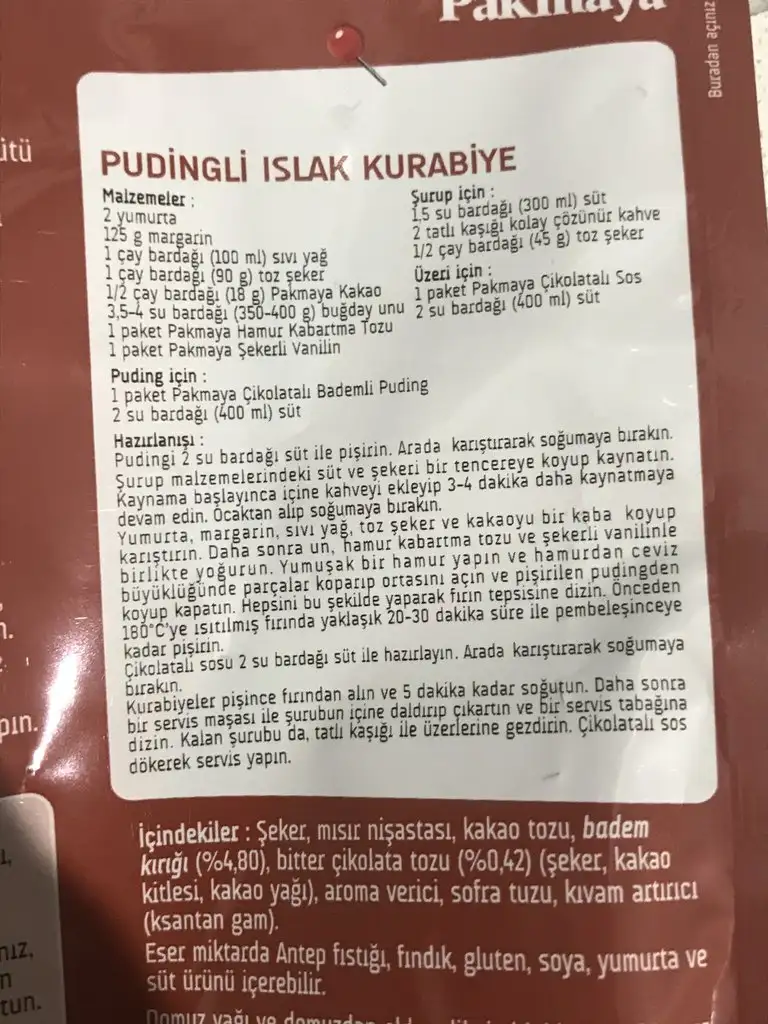 Pakmaya
Buradan açınız
ütü
PUDİNGLİ ISLAK KURABİYE
Malzemeler :
2 yumurta
125 g margarin
1 çay bardağı (100 ml) sıvı yağ
1 çay bardağı (90 g) toz şeker
1/2 çay bardağı (18 g) Pakmaya Kakao
3,5-4 su bardağı (350-400 g) buğday unu
1 paket Pakmaya Hamur Kabartma Tozu
1 paket Pakmaya Şekerli Vanilin
Şurup için :
1,5 su bardağı (300 ml) süt
2 tatlı kaşığı kolay çözünür kahve
1/2 çay bardağı (45 g) toz şeker
Üzeri için :
1 paket Pakmaya Çikolatalı Sos
2 su bardağı (400 ml) süt
Puding için :
1 paket Pakmaya Çikolatalı Bademli Puding
2 su bardağı (400 ml) süt
Hazırlanışı :
Pudingi 2 su bardağı süt ile pişirin. Arada karıştırarak soğumaya bırakın.
Şurup malzemelerindeki süt ve şekeri bir tencereye koyup kaynatın.
Kaynama başlayınca içine kahveyi ekleyip 3-4 dakika daha kaynatmaya
devam edin. Ocaktan alıp soğumaya bırakın.
Yumurta, margarin, sıvı yağ, toz şeker ve kakaoyu bir kaba koyup
karıştırın. Daha sonra un, hamur kabartma tozu ve şekerli vanilinle
birlikte yoğurun. Yumuşak bir hamur yapın ve hamurdan ceviz
büyüklüğünde parçalar koparıp ortasını açın ve pişirilen pudingden
koyup kapatın. Hepsini bu şekilde yaparak fırın tepsisine dizin. Önceden
180°C'ye ısıtılmış fırında yaklaşık 20-30 dakika süre ile pembeleşinceye
kadar pişirin.
Çikolatalı sosu 2 su bardağı süt ile hazırlayın. Arada karıştırarak soğumaya
bırakın.
Kurabiyeler pişince fırından alın ve 5 dakika kadar soğutun. Daha sonra
bir servis maşası ile şurubun içine daldırıp çıkartın ve bir servis tabağına
dizin. Kalan şurubu da, tatlı kaşığı ile üzerlerine gezdirin. Çikolatalı sos
dökerek servis yapın.
pın.
nız,
n
tun.
İçindekiler : Şeker, mısır nişastası, kakao tozu, badem
kırığı (%4,80), bitter çikolata tozu (%0,42) (şeker, kakao
kitlesi, kakao yağı), aroma verici, sofra tuzu, kıvam artırıcı
(ksantan gam).
Eser miktarda Antep fıstığı, fındık, gluten, soya, yumurta ve
süt ürünü içerebilir.
Domuz yağı ve domuzdan